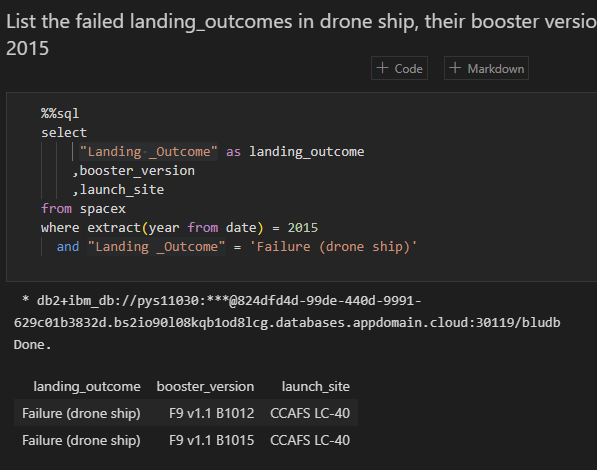 List the failed landing_outcomes in drone ship, their booster versio
2015
+ Code + Markdown
%%sql
select
"Landing _Outcome" as landing_outcome
,booster_version
,launch_site
from spacex
where extract(year from date) = 2015
and "Landing _Outcome" = 'Failure (drone ship)'
* db2+ibm_db://pys11030:***@824dfd4d-99de-440d-9991-
629c01b3832d.bs2io90l08kqb1od8lcg.databases.appdomain.cloud:30119/bludb
Done.
landing_outcome booster_version launch_site
Failure (drone ship) F9 v1.1 B1012 CCAFS LC-40
Failure (drone ship) F9 v1.1 B1015 CCAFS LC-40